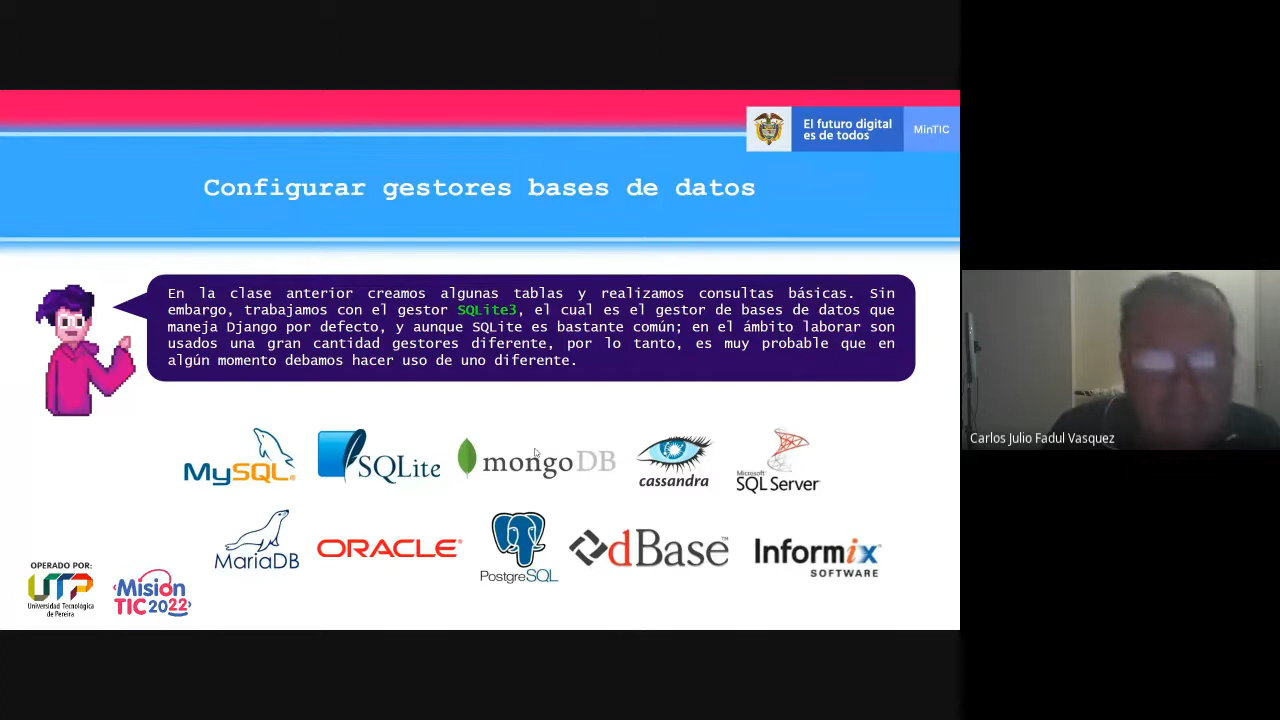 El futuro digital
es de todos
MinTIC
Configurar gestores bases de datos
En la clase anterior creamos algunas tablas y realizamos consultas básicas. Sin
embargo, trabajamos con el gestor SQLite3, el cual es el gestor de bases de datos que
maneja Django por defecto, y aunque SQLite es bastante común; en el ámbito laborar son
usados una gran cantidad gestores diferente, por lo tanto, es muy probable que en
algún momento debamos hacer uso de uno diferente.
MySQL
SQLite
mongoDB
cassandra
Microsoft
SQL Server
MariaDB
ORACLE
PostgreSQL
dBase™
Informix
SOFTWARE
OPERADO POR:
UTP
Universidad Tecnológica
de Pereira
Misión
TIC 2022
Carlos Julio Fadul Vasquez